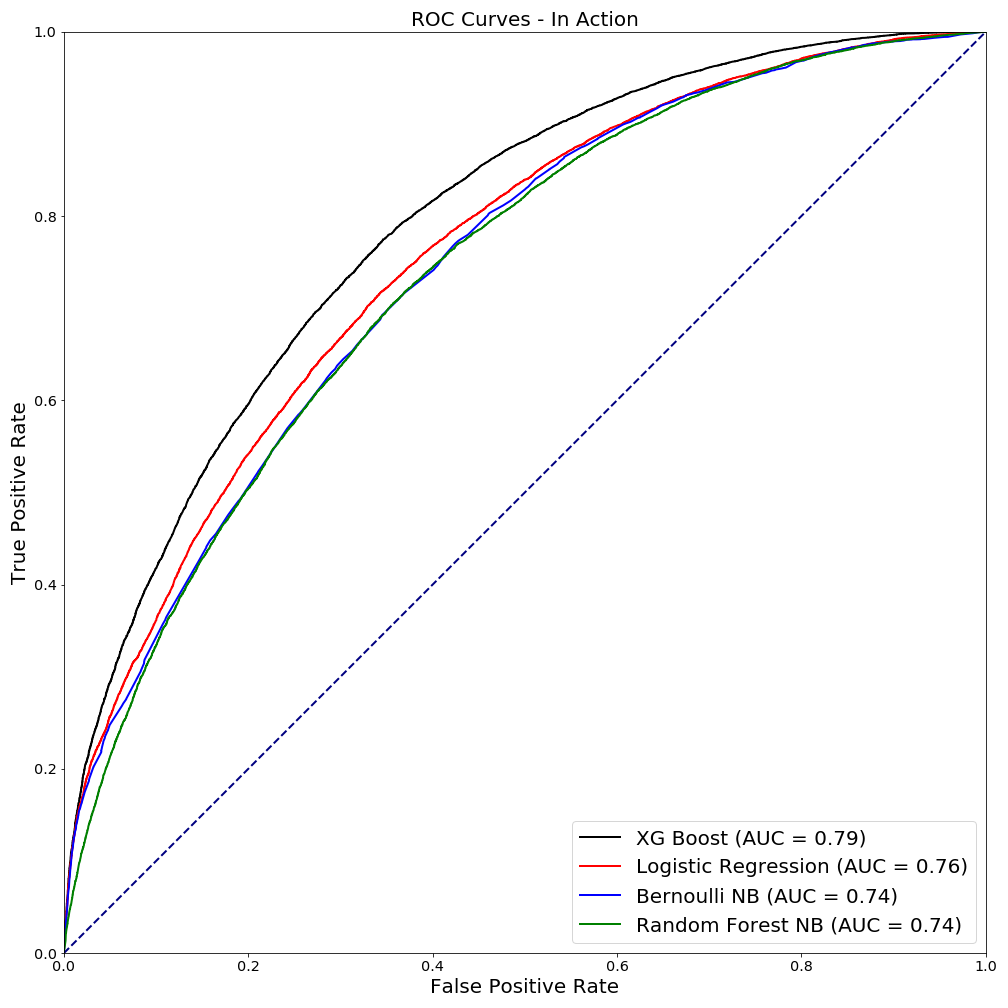 ROC Curves - In Action
1.0
0.8
0.6
0.4
0.2
0.0
True Positive Rate
0.0 0.2 0.4 0.6 0.8 1.0
False Positive Rate
XG Boost (AUC = 0.79)
Logistic Regression (AUC = 0.76)
Bernoulli NB (AUC = 0.74)
Random Forest NB (AUC = 0.74)